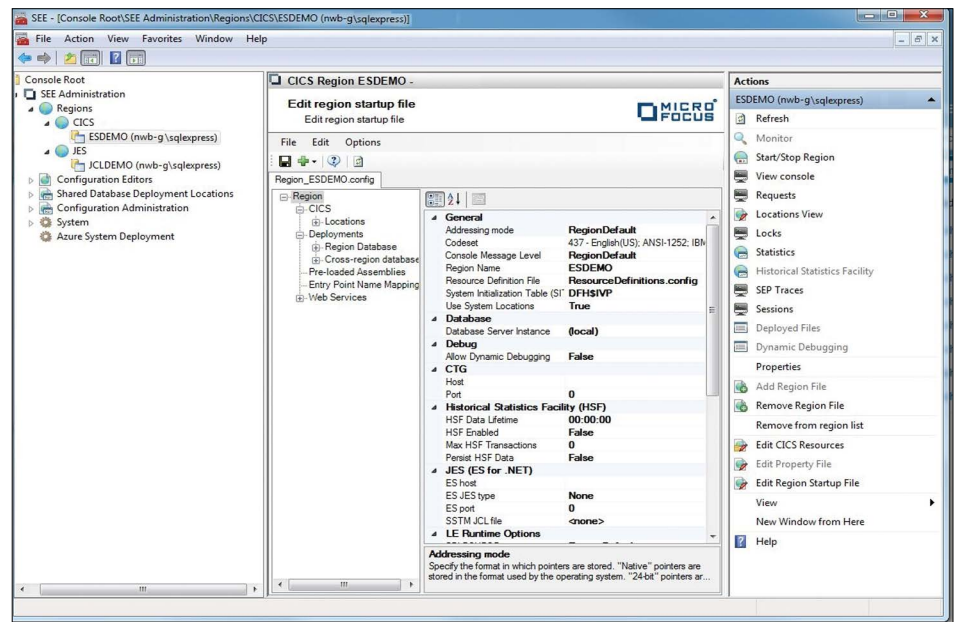 SEE - [Console Root\SEE Administration\Regions\CICS\ESDEMO (nwb-g\sqlexpress)]
File Action View Favorites Window Help
Console Root
SEE Administration
Regions
CICS
ESDEMO (nwb-g\sqlexpress)
JES
JCLDEMO (nwb-g\sqlexpress)
Configuration Editors
Shared Database Deployment Locations
Configuration Administration
System
Azure System Deployment
CICS Region ESDEMO -
Edit region startup file
Edit region startup file
MICRO FOCUS
File Edit Options
Region_ESDEMO.config
Region
CICS
Locations
Deployments
Region Database
Cross-region database
Pre-loaded Assemblies
Entry Point Name Mapping
Web Services
General
Addressing mode RegionDefault
Codeset 437 - English(US); ANSI-1252; IBM
Console Message Level RegionDefault
Region Name ESDEMO
Resource Definition File ResourceDefinitions.config
System Initialization Table (SIT DFH$IVP
Use System Locations True
Database
Database Server Instance (local)
Debug
Allow Dynamic Debugging False
CTG
Host
Port 0
Historical Statistics Facility (HSF)
HSF Data Lifetime 00:00:00
HSF Enabled False
Max HSF Transactions 0
Persist HSF Data False
JES (ES for .NET)
ES host
ES JES type None
ES port 0
SSTM JCL file <none>
LE Runtime Options
Addressing mode
Specify the format in which pointers are stored. "Native" pointers are
stored in the format used by the operating system. "24-bit" pointers ar...
Actions
ESDEMO (nwb-g\sqlexpress)
Refresh
Monitor
Start/Stop Region
View console
Requests
Locations View
Locks
Statistics
Historical Statistics Facility
SEP Traces
Sessions
Deployed Files
Dynamic Debugging
Properties
Add Region File
Remove Region File
Remove from region list
Edit CICS Resources
Edit Property File
Edit Region Startup File
View
New Window from Here
Help